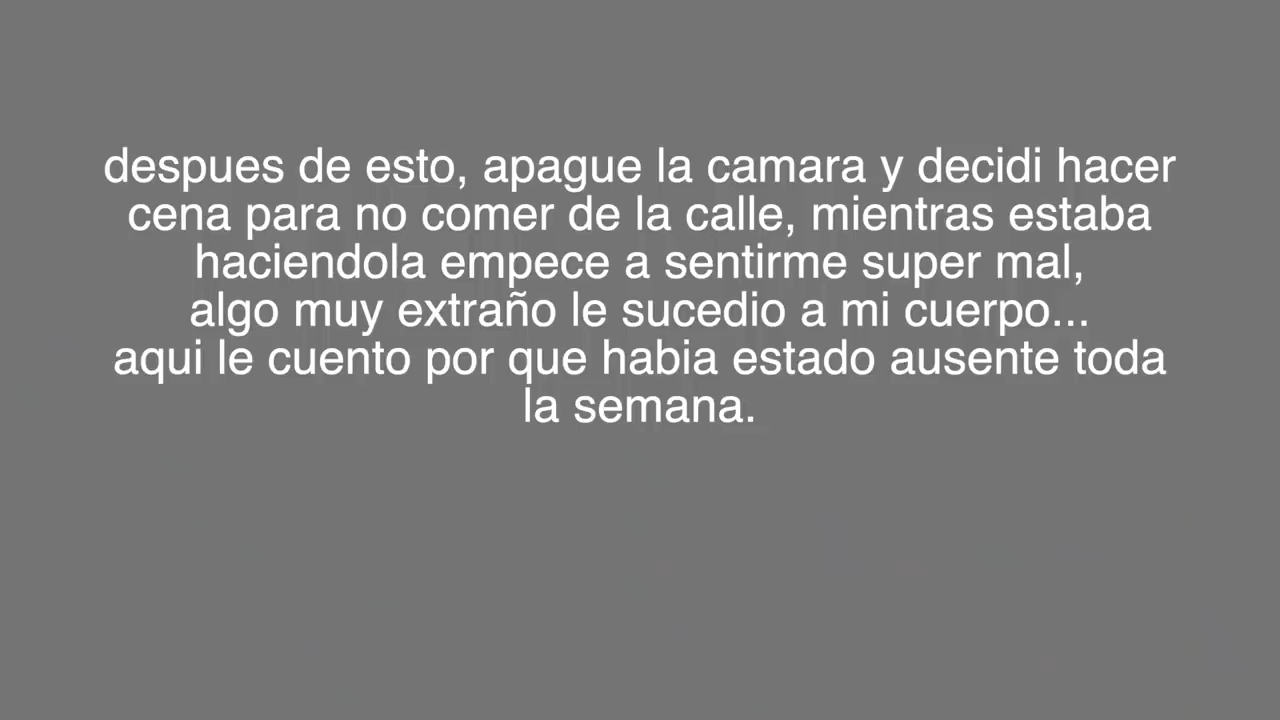 despues de esto, apague la camara y decidi hacer
cena para no comer de la calle, mientras estaba
haciendola empece a sentirme super mal,
algo muy extraño le sucedio a mi cuerpo...
aqui le cuento por que habia estado ausente toda
la semana.